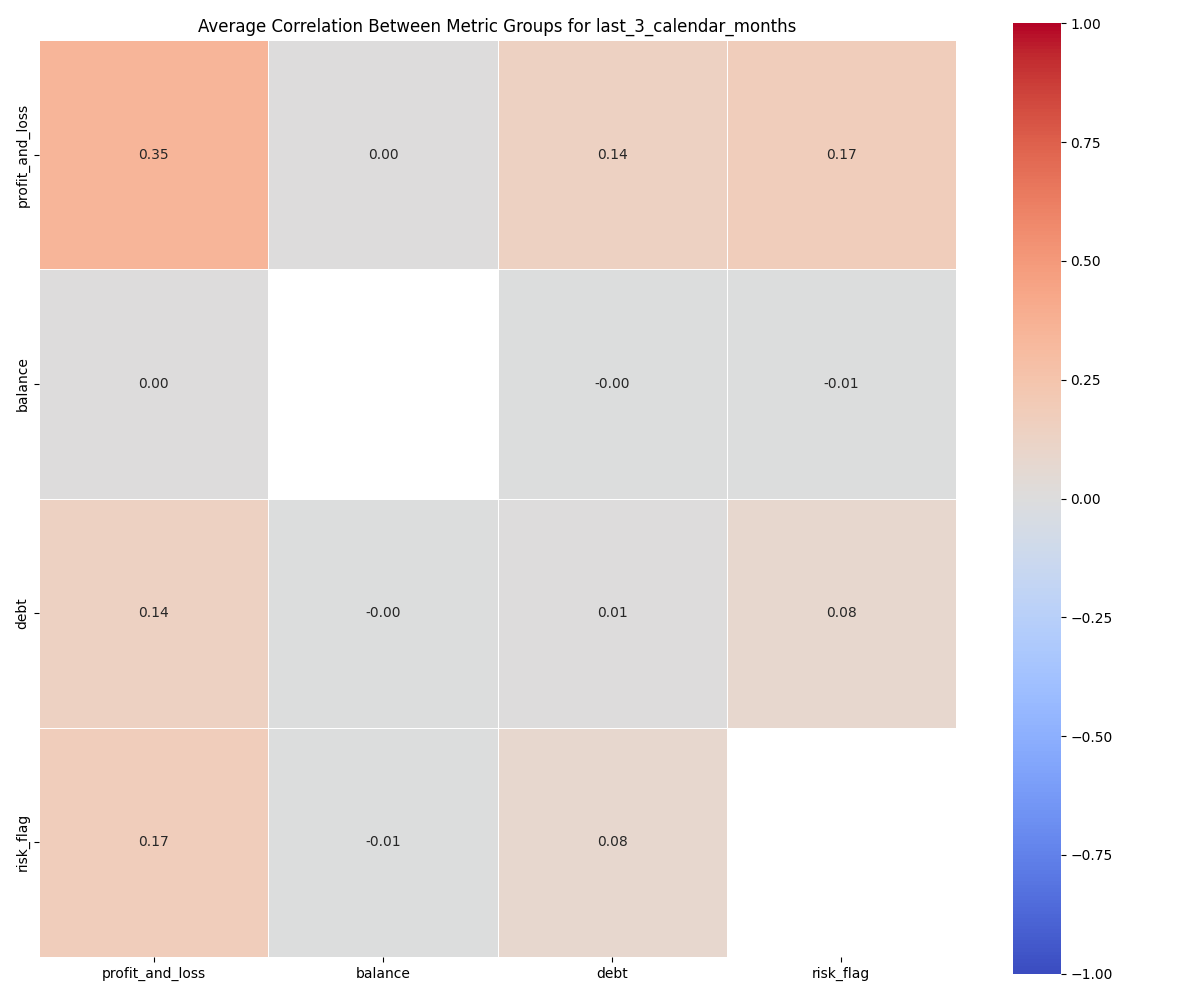 Average Correlation Between Metric Groups for last_3_calendar_months
profit_and_loss
0.35 0.00 0.14 0.17
balance
0.00 -0.00 -0.01
debt
0.14 -0.00 0.01 0.08
risk_flag
0.17 -0.01 0.08
profit_and_loss balance debt risk_flag
1.00
0.75
0.50
0.25
0.00
−0.25
−0.50
−0.75
−1.00